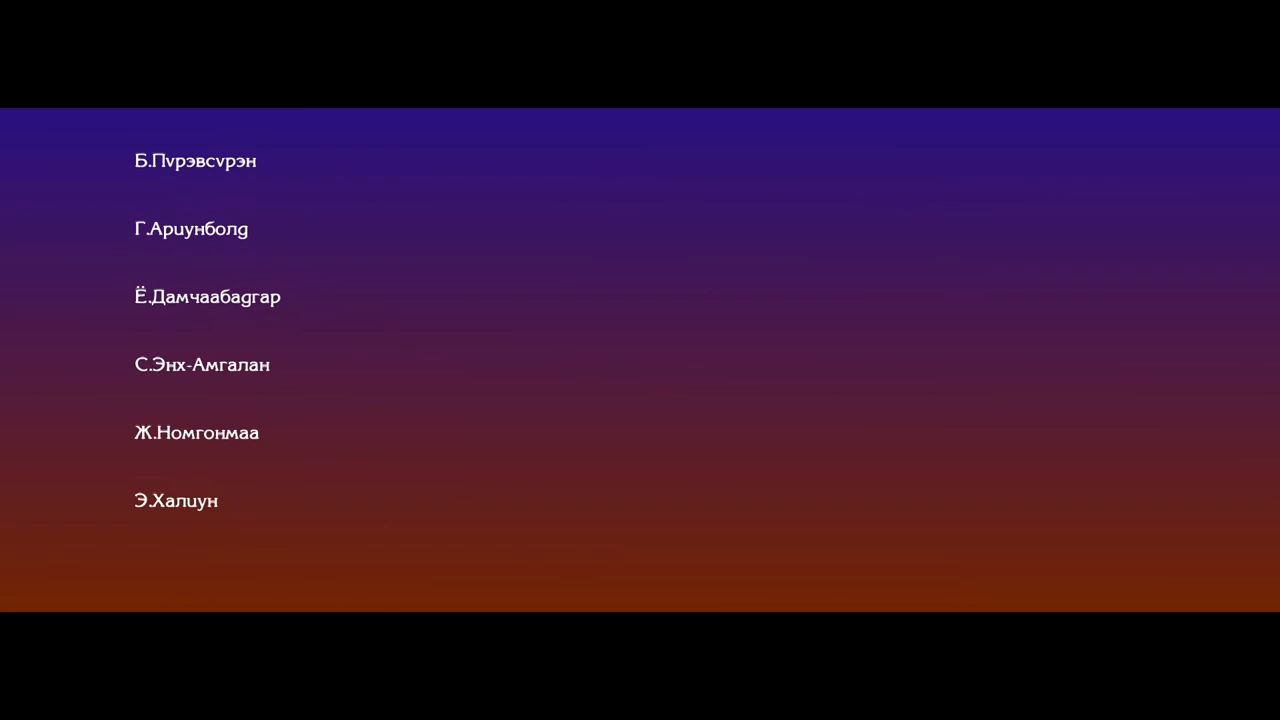 Б.Пүрэвсүрэн
Г.Ариунболд
Ё.Дамчаабадгар
С.Энх-Амгалан
Ж.Номгонмаа
Э.Халиун